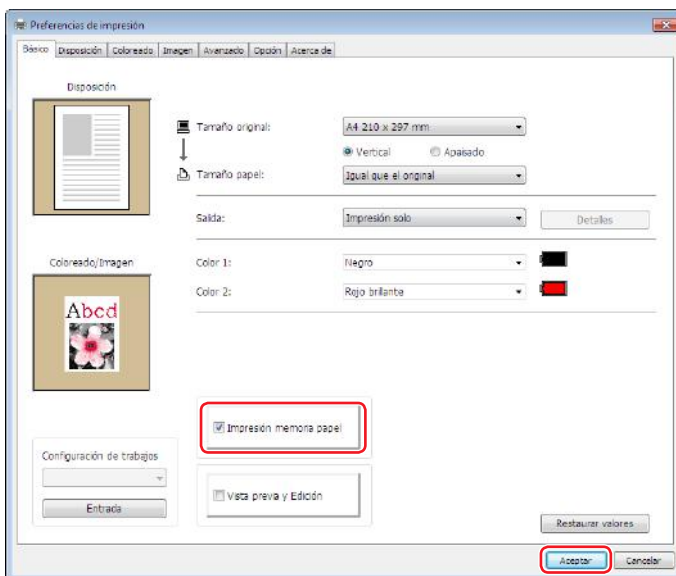 Preferencias de impresión
Básico Disposición Coloreado Imagen Avanzado Opción Acerca de
Disposición
Tamaño original: A4 210 x 297 mm
Vertical Apaisado
Tamaño papel: Igual que el original
Salida: Impresión solo Detalles
Coloreado/Imagen
Color 1: Negro
Color 2: Rojo brillante
Abcd
Impresión memoria papel
Configuración de trabajos
Entrada
Vista previa y Edición
Restaurar valores
Aceptar Cancelar